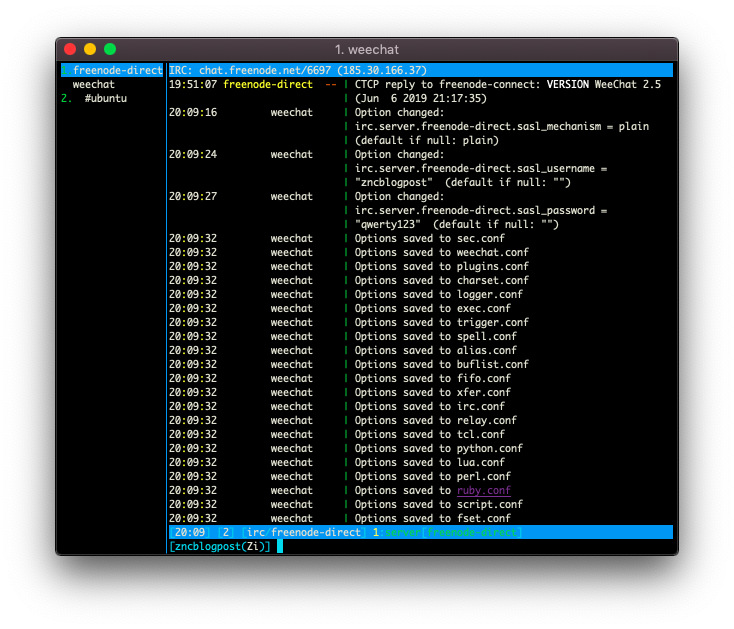 1. weechat
1. freenode-direct
weechat
2. #ubuntu
IRC: chat.freenode.net/6697 (185.30.166.37)
19:51:07 freenode-direct -- | CTCP reply to freenode-connect: VERSION WeeChat 2.5
(Jun 6 2019 21:17:35)
20:09:16 weechat | Option changed:
irc.server.freenode-direct.sasl_mechanism = plain
(default if null: plain)
20:09:24 weechat | Option changed:
irc.server.freenode-direct.sasl_username =
"zncblogpost" (default if null: "")
20:09:27 weechat | Option changed:
irc.server.freenode-direct.sasl_password =
"qwerty123" (default if null: "")
20:09:32 weechat | Options saved to sec.conf
20:09:32 weechat | Options saved to weechat.conf
20:09:32 weechat | Options saved to plugins.conf
20:09:32 weechat | Options saved to charset.conf
20:09:32 weechat | Options saved to logger.conf
20:09:32 weechat | Options saved to exec.conf
20:09:32 weechat | Options saved to trigger.conf
20:09:32 weechat | Options saved to spell.conf
20:09:32 weechat | Options saved to alias.conf
20:09:32 weechat | Options saved to buflist.conf
20:09:32 weechat | Options saved to fifo.conf
20:09:32 weechat | Options saved to xfer.conf
20:09:32 weechat | Options saved to irc.conf
20:09:32 weechat | Options saved to relay.conf
20:09:32 weechat | Options saved to tcl.conf
20:09:32 weechat | Options saved to python.conf
20:09:32 weechat | Options saved to lua.conf
20:09:32 weechat | Options saved to perl.conf
20:09:32 weechat | Options saved to ruby.conf
20:09:32 weechat | Options saved to script.conf
20:09:32 weechat | Options saved to fset.conf
[20:09] [2] [irc/freenode-direct] 1:server[freenode-direct]
[zncblogpost(Zi)]